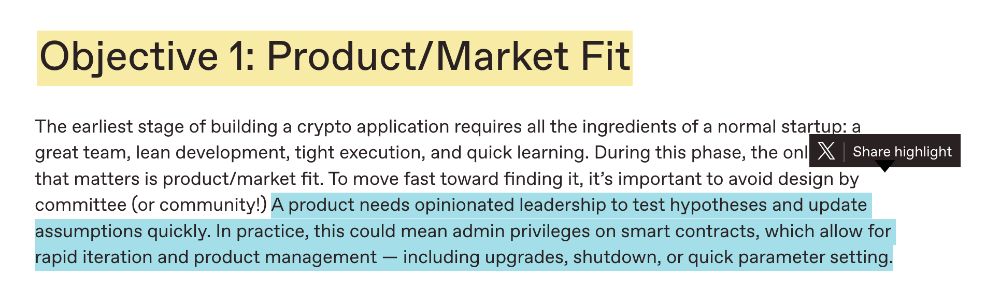 Objective 1: Product/Market Fit
The earliest stage of building a crypto application requires all the ingredients of a normal startup: a
great team, lean development, tight execution, and quick learning. During this phase, the
X | Share highlight
that matters is product/market fit. To move fast toward finding it, it’s important to avoid design by
committee (or community!) A product needs opinionated leadership to test hypotheses and update
assumptions quickly. In practice, this could mean admin privileges on smart contracts, which allow for
rapid iteration and product management — including upgrades, shutdown, or quick parameter setting.